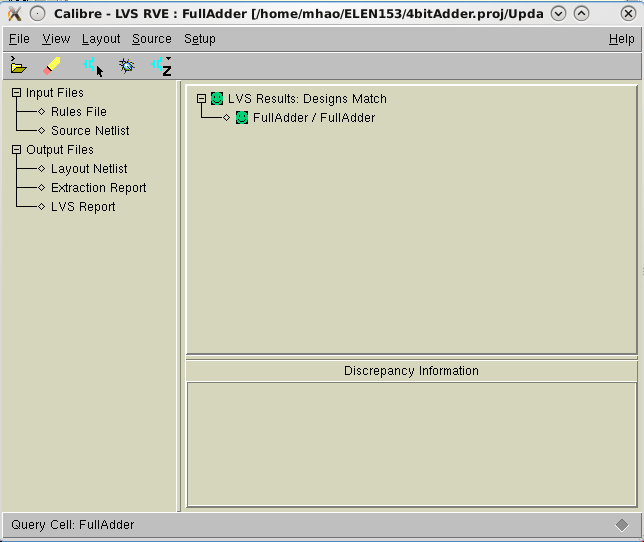 Calibre - LVS RVE : FullAdder [/home/mhao/ELEN153/4bitAdder.proj/Upda
File View Layout Source Setup Help
Z
Input Files
Rules File
Source Netlist
Output Files
Layout Netlist
Extraction Report
LVS Report
LVS Results: Designs Match
FullAdder / FullAdder
Discrepancy Information
Query Cell: FullAdder